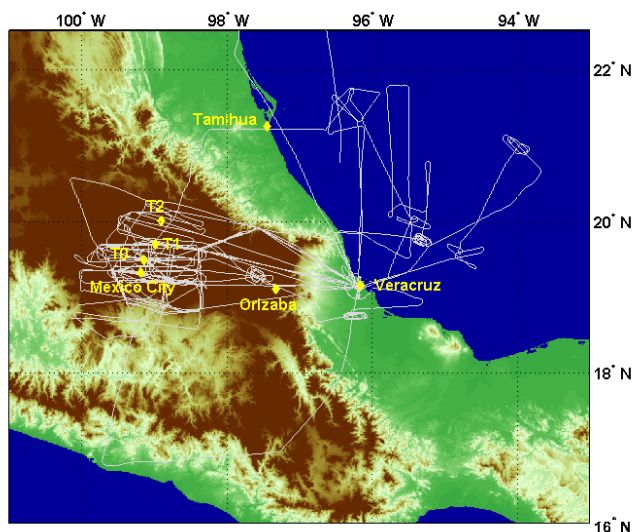 100° W 98° W 96° W 94° W
22° N
Tamihua
T2
20° N
T1
T0
Mexico City
Veracruz
Orizaba
18° N
16° N